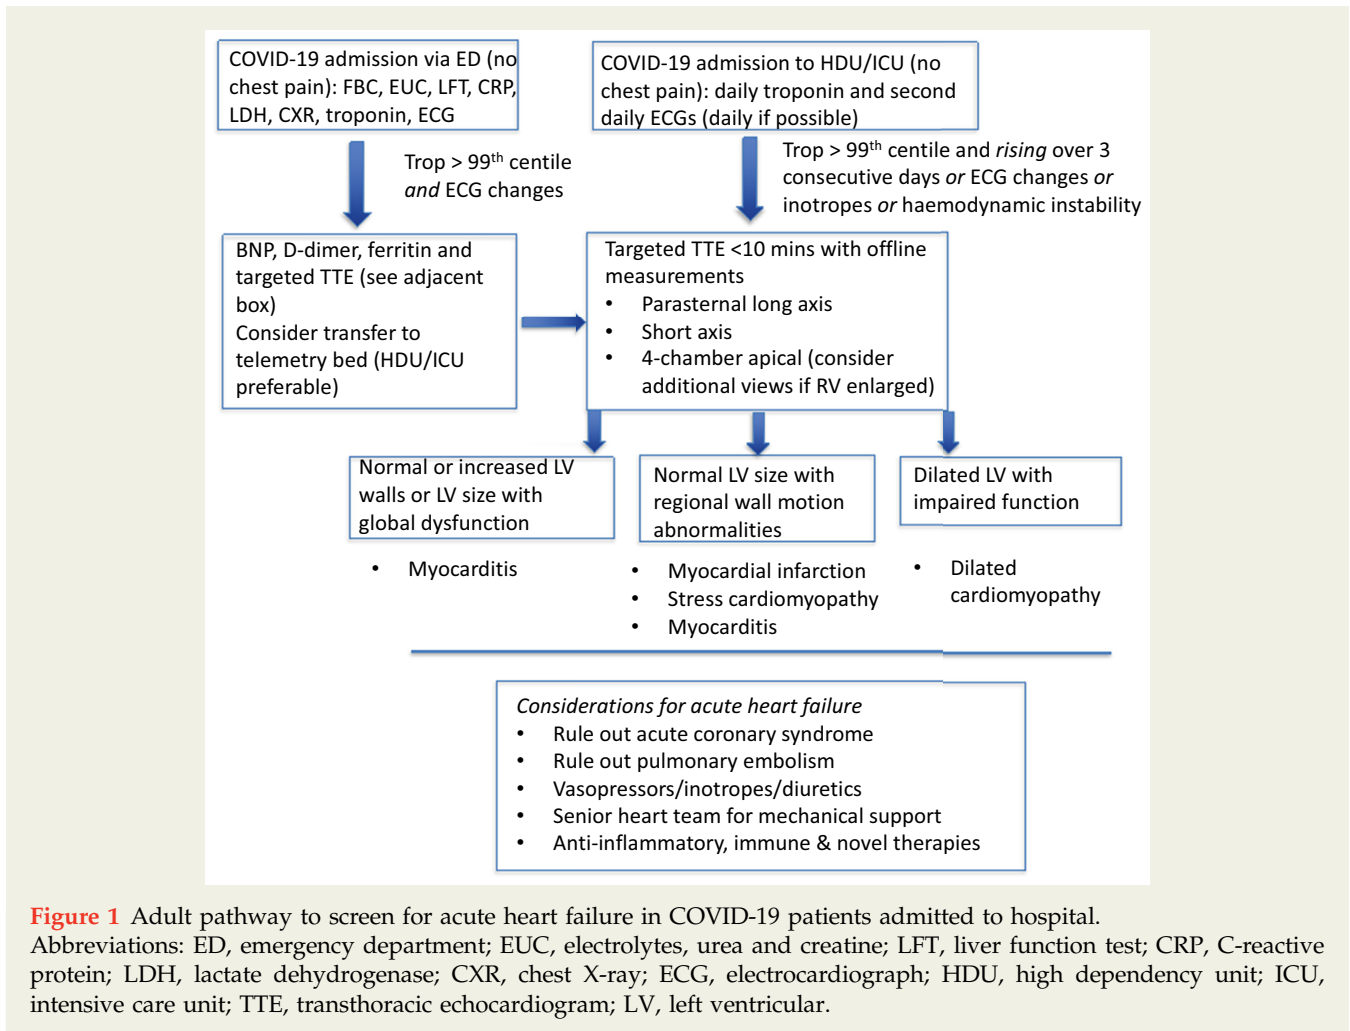 COVID-19 admission via ED (no
chest pain): FBC, EUC, LFT, CRP,
LDH, CXR, troponin, ECG
COVID-19 admission to HDU/ICU (no
chest pain): daily troponin and second
daily ECGs (daily if possible)
Trop > 99th centile
and ECG changes
Trop > 99th centile and rising over 3
consecutive days or ECG changes or
inotropes or haemodynamic instability
BNP, D-dimer, ferritin and
targeted TTE (see adjacent
box)
Consider transfer to
telemetry bed (HDU/ICU
preferable)
Targeted TTE <10 mins with offline
measurements
• Parasternal long axis
• Short axis
• 4-chamber apical (consider
additional views if RV enlarged)
Normal or increased LV
walls or LV size with
global dysfunction
Normal LV size with
regional wall motion
abnormalities
Dilated LV with
impaired function
• Myocarditis
• Myocardial infarction
• Stress cardiomyopathy
• Myocarditis
• Dilated
cardiomyopathy
Considerations for acute heart failure
• Rule out acute coronary syndrome
• Rule out pulmonary embolism
• Vasopressors/inotropes/diuretics
• Senior heart team for mechanical support
• Anti-inflammatory, immune & novel therapies
Figure 1 Adult pathway to screen for acute heart failure in COVID-19 patients admitted to hospital.
Abbreviations: ED, emergency department; EUC, electrolytes, urea and creatine; LFT, liver function test; CRP, C-reactive
protein; LDH, lactate dehydrogenase; CXR, chest X-ray; ECG, electrocardiograph; HDU, high dependency unit; ICU,
intensive care unit; TTE, transthoracic echocardiogram; LV, left ventricular.